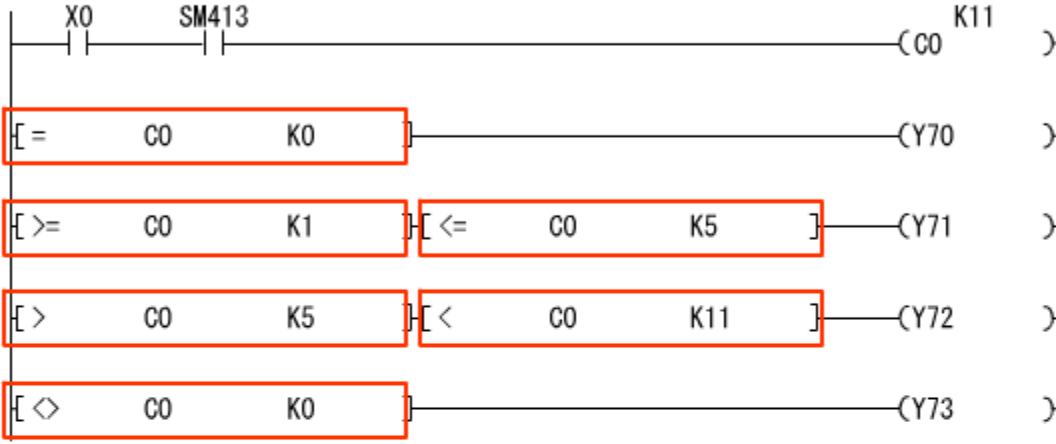 X0 SM413 K11
( C0 )
[ = C0 K0 ] ( Y70 )
[ >= C0 K1 ] [ <= C0 K5 ] ( Y71 )
[ > C0 K5 ] [ < C0 K11 ] ( Y72 )
[ <> C0 K0 ] ( Y73 )